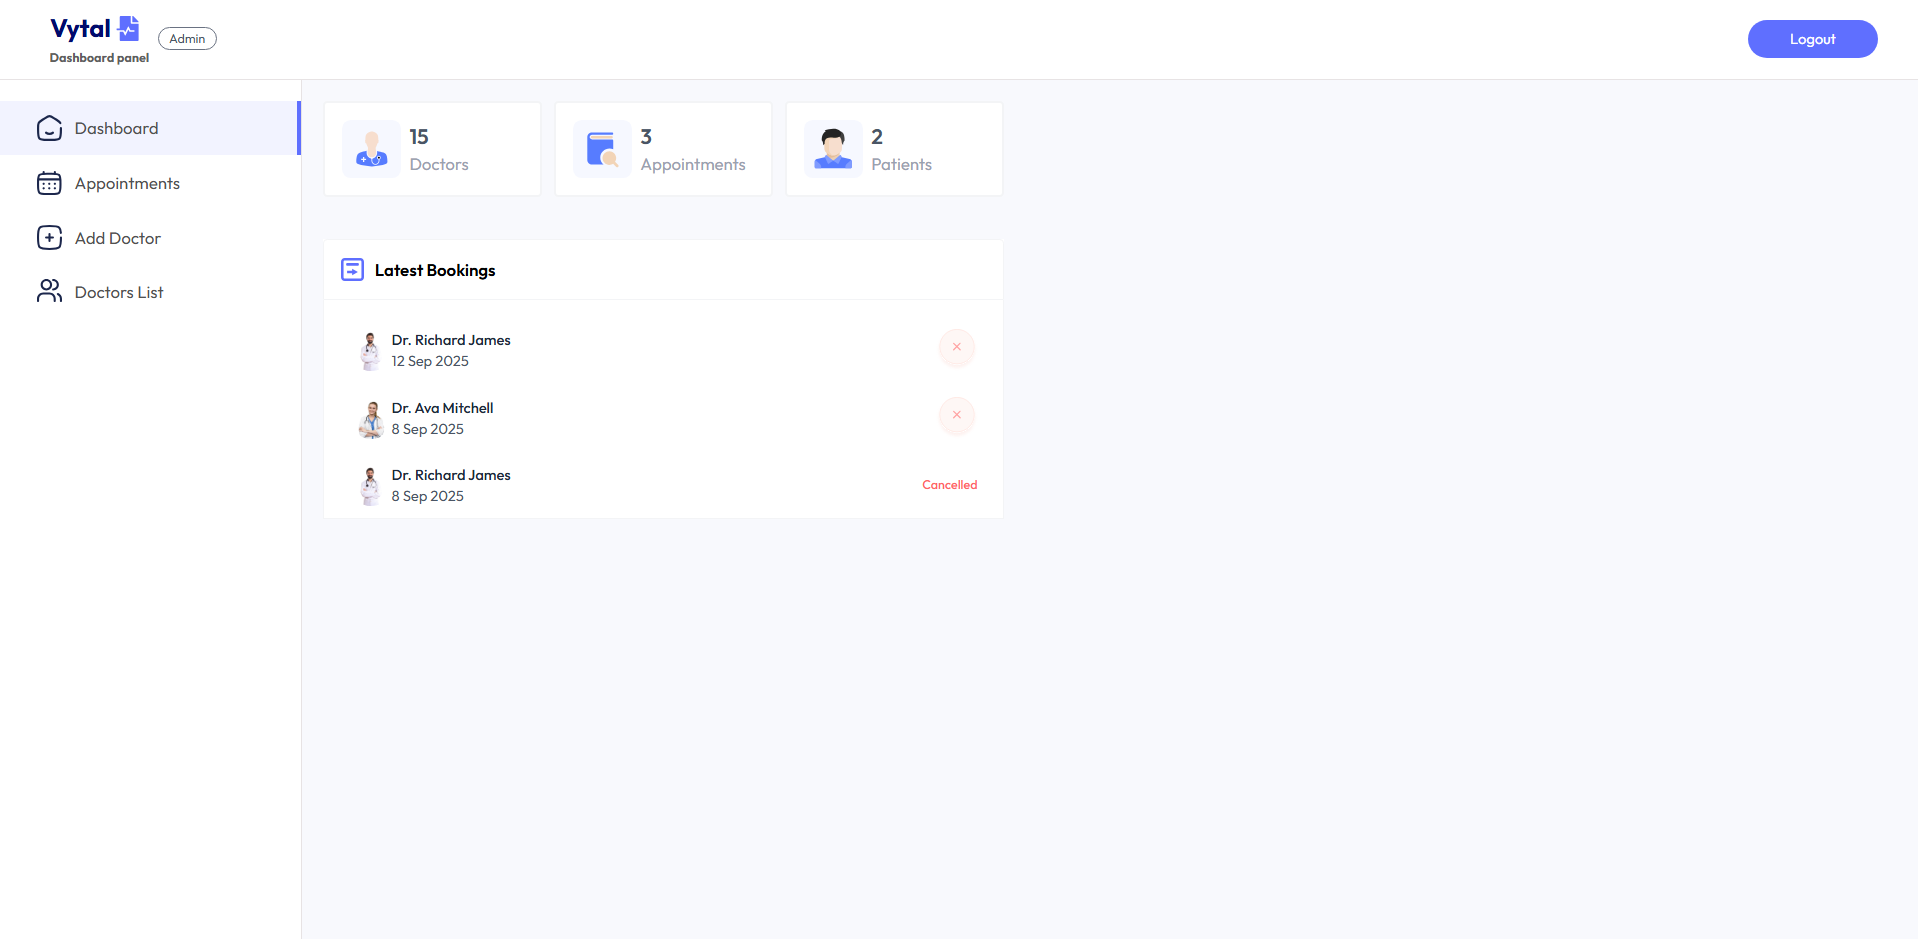 Vytal
Admin
Dashboard panel
Logout
Dashboard
Appointments
Add Doctor
Doctors List
15
Doctors
3
Appointments
2
Patients
Latest Bookings
Dr. Richard James
12 Sep 2025
Dr. Ava Mitchell
8 Sep 2025
Dr. Richard James
8 Sep 2025
Cancelled